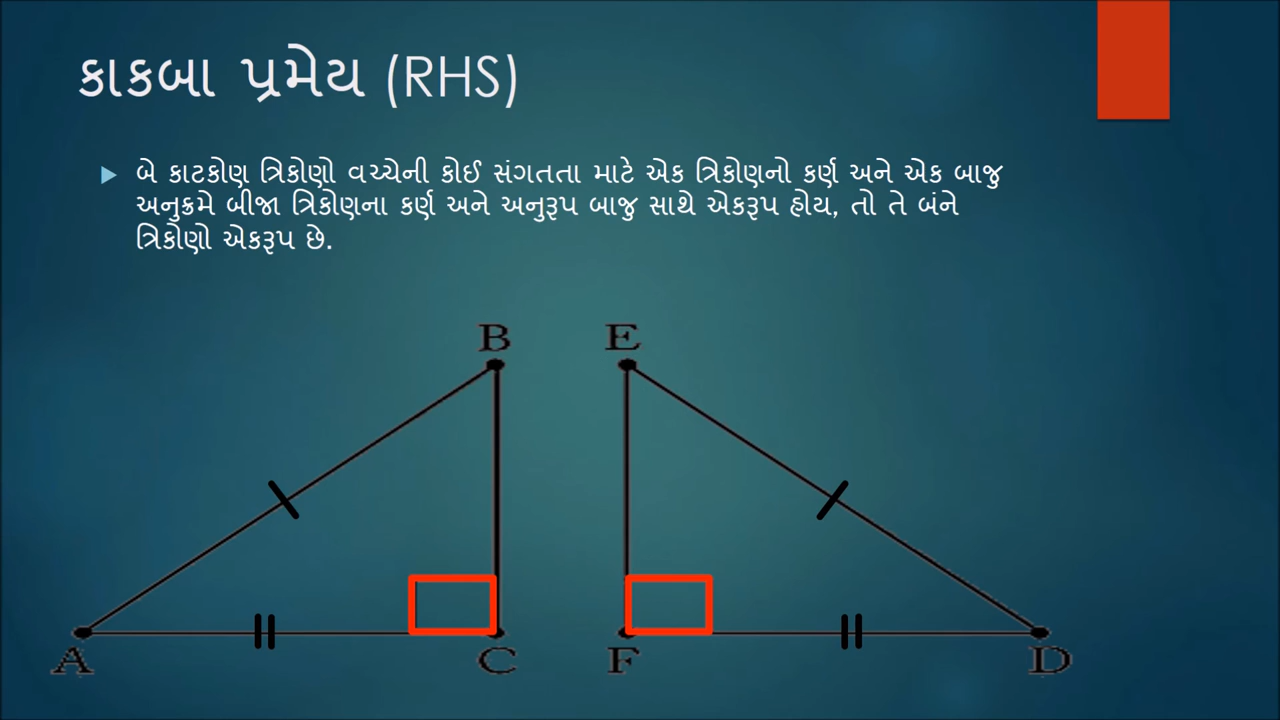 કાકબા પ્રમેય (RHS)
બે કાટકોણ ત્રિકોણો વચ્ચેની કોઈ સંગતતા માટે એક ત્રિકોણનો કર્ણ અને એક બાજુ
અનુક્રમે બીજા ત્રિકોણના કર્ણ અને અનુરૂપ બાજુ સાથે એકરૂપ હોય, તો તે બંને
ત્રિકોણો એકરૂપ છે.
B E
A C F D